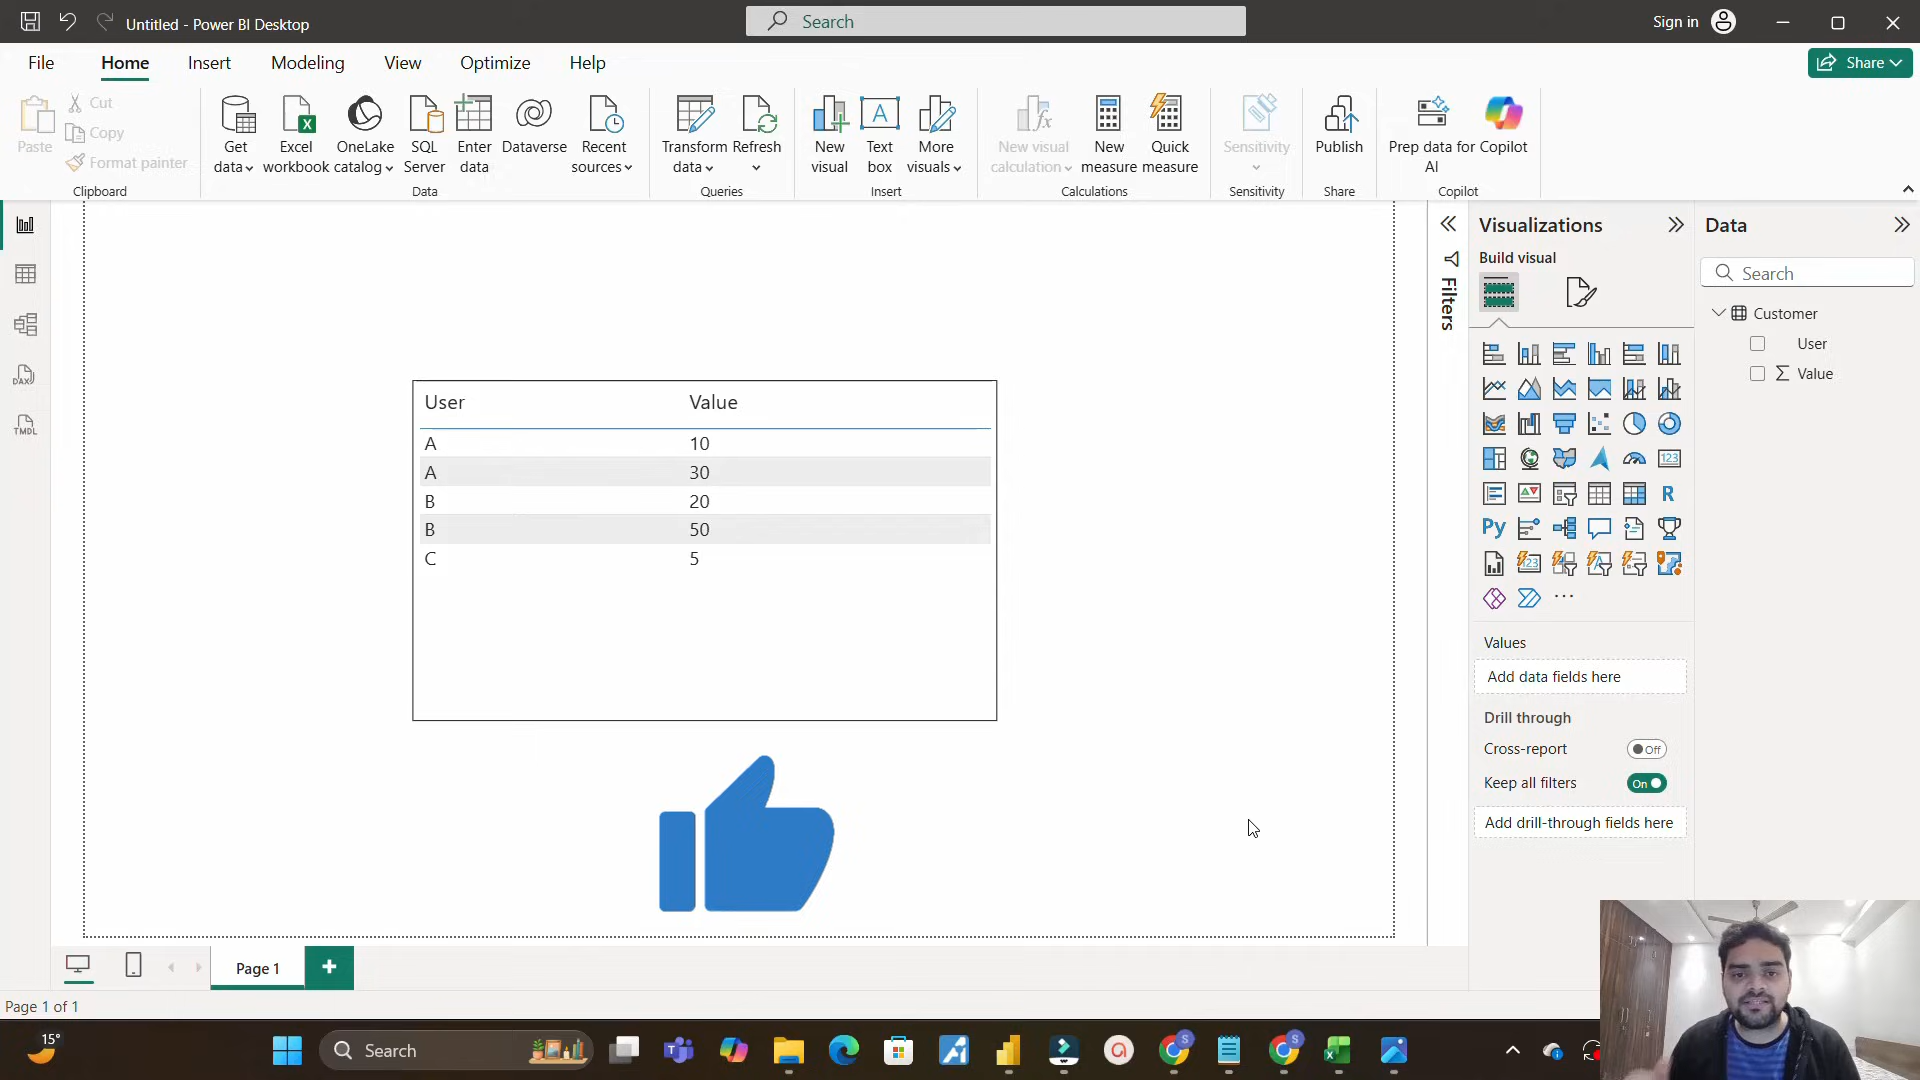 Untitled - Power BI Desktop
Search
Sign in
File
Home
Insert
Modeling
View
Optimize
Help
Share
Paste
Cut
Copy
Format painter
Clipboard
Get data
Excel workbook
OneLake catalog
SQL Server
Enter data
Dataverse
Recent sources
Data
Transform data
Refresh
Queries
New visual
Text box
More visuals
Insert
New visual calculation
New measure
Quick measure
Calculations
Sensitivity
Sensitivity
Publish
Share
Prep data for AI
Copilot
Copilot
DAX
TMDL
User Value
A 10
A 30
B 20
B 50
C 5
Filters
Visualizations
Build visual
123
R
Py
123
Values
Add data fields here
Drill through
Cross-report
Off
Keep all filters
On
Add drill-through fields here
Data
Search
Customer
User
Σ Value
Page 1
Page 1 of 1
15°
Search